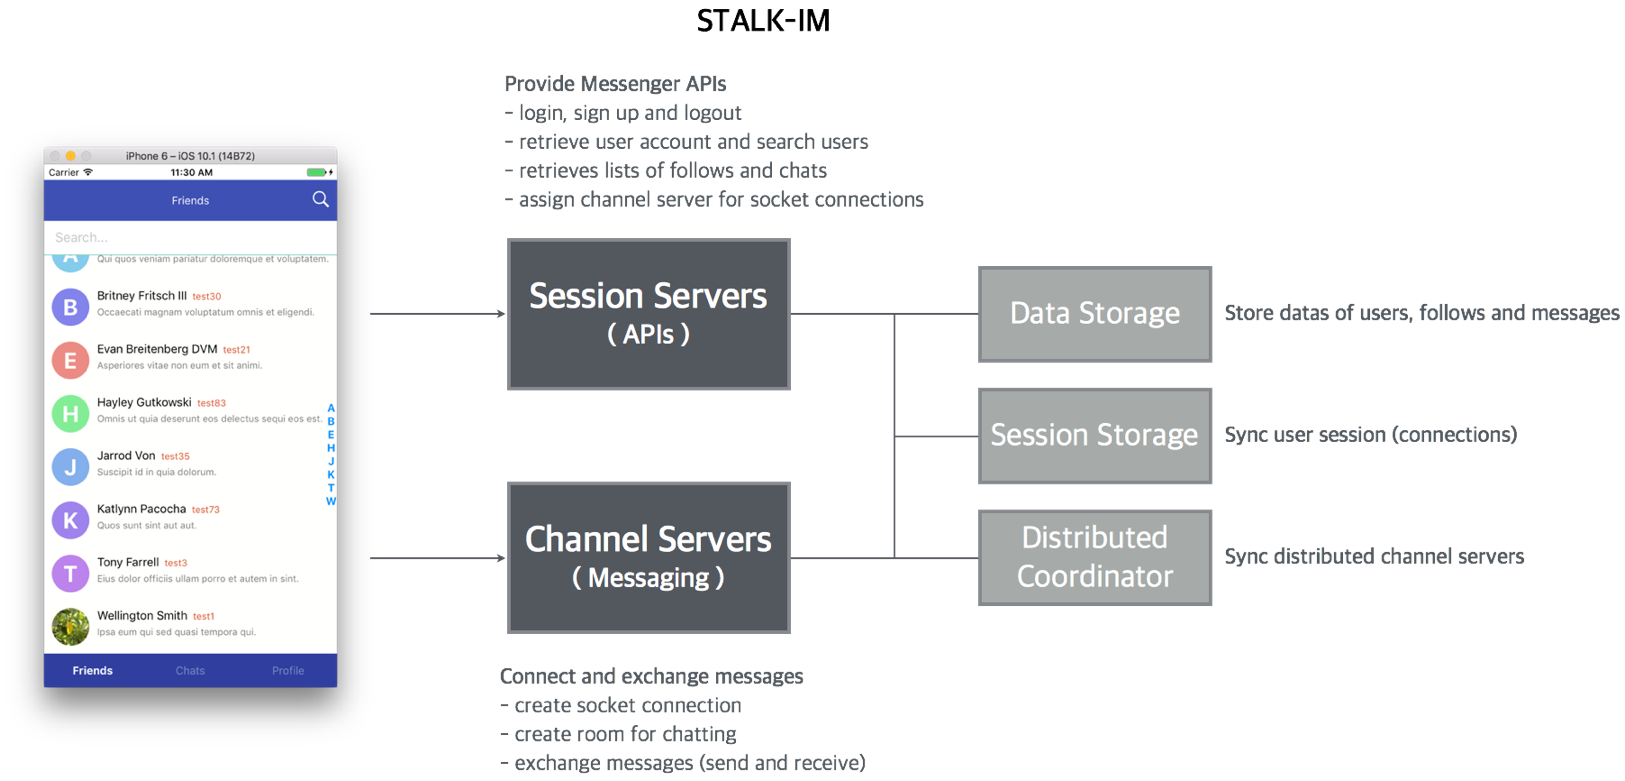 STALK-IM
Provide Messenger APIs
- login, sign up and logout
- retrieve user account and search users
- retrieves lists of follows and chats
- assign channel server for socket connections
iPhone 6 – iOS 10.1 (14B72)
Carrier 11:30 AM
Friends
Search...
A
Qui quos veniam pariatur doloremque et voluptatem.
B Britney Fritsch III test30
Occaecati magnam voluptatum omnis et eligendi.
E Evan Breitenberg DVM test21
Asperiores vitae non eum et sit animi.
H Hayley Gutkowski test83
Omnis ut quia deserunt eos delectus sequi eos est.
J Jarrod Von test35
Suscipit id in quia dolorum.
K Katlynn Pacocha test73
Quos sunt sint aut aut.
T Tony Farrell test3
Eius dolor officiis ullam porro et autem in sint.
Wellington Smith test1
Ipsa eum qui sed quasi tempora qui.
A
B
E
H
J
K
T
W
Friends Chats Profile
Session Servers
( APIs )
Channel Servers
( Messaging )
Connect and exchange messages
- create socket connection
- create room for chatting
- exchange messages (send and receive)
Data Storage
Store datas of users, follows and messages
Session Storage
Sync user session (connections)
Distributed
Coordinator
Sync distributed channel servers